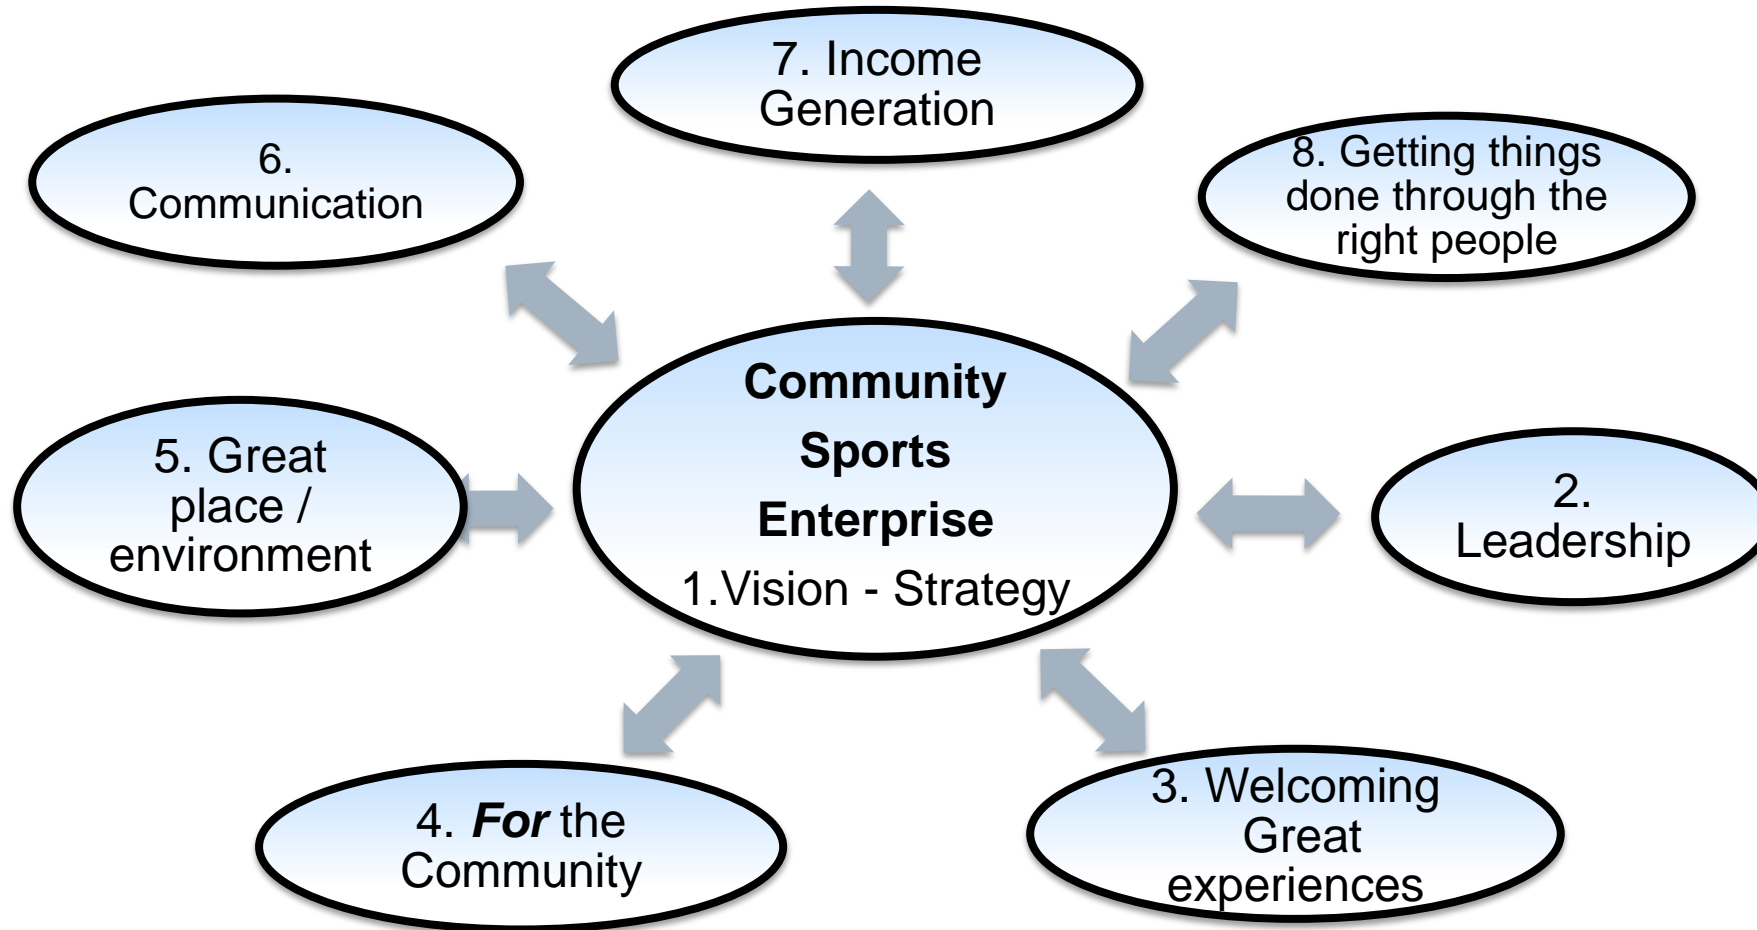 7. Income
Generation
6.
Communication
8. Getting things
done through the
right people
Community
Sports
Enterprise
1.Vision - Strategy
5. Great
place /
environment
2.
Leadership
4. For the
Community
3. Welcoming
Great
experiences